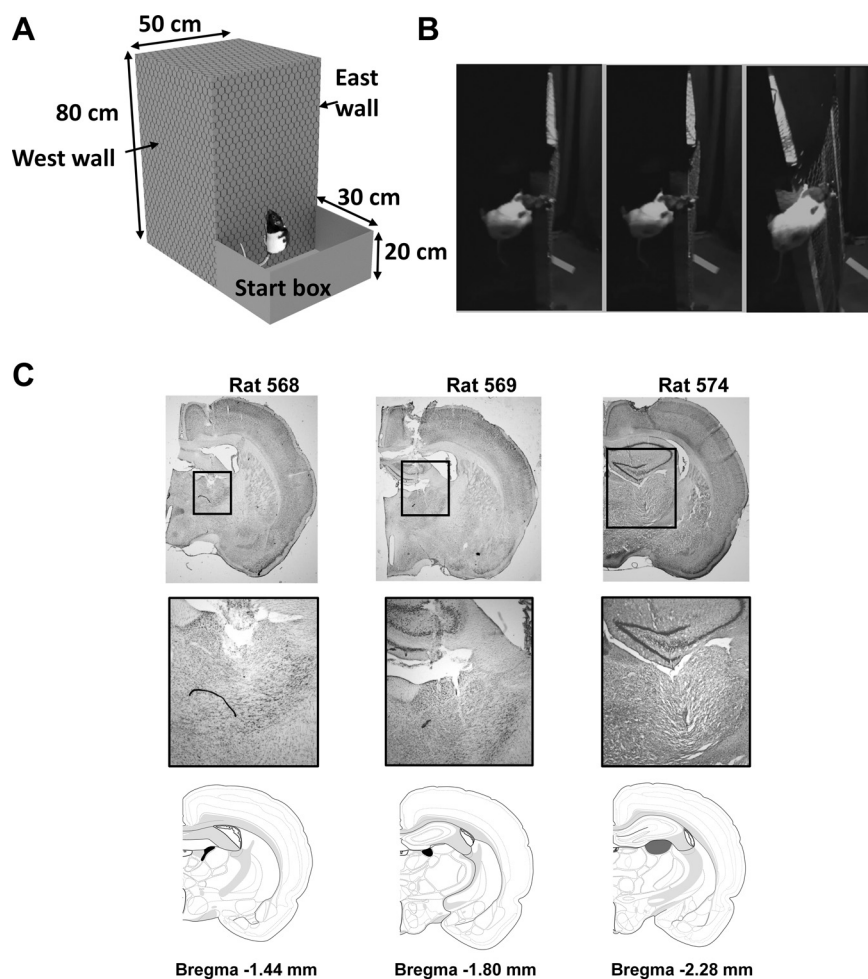 A
50 cm
80 cm
West wall
East
wall
30 cm
20 cm
Start box
B
C
Rat 568
Rat 569
Rat 574
Bregma -1.44 mm
Bregma -1.80 mm
Bregma -2.28 mm